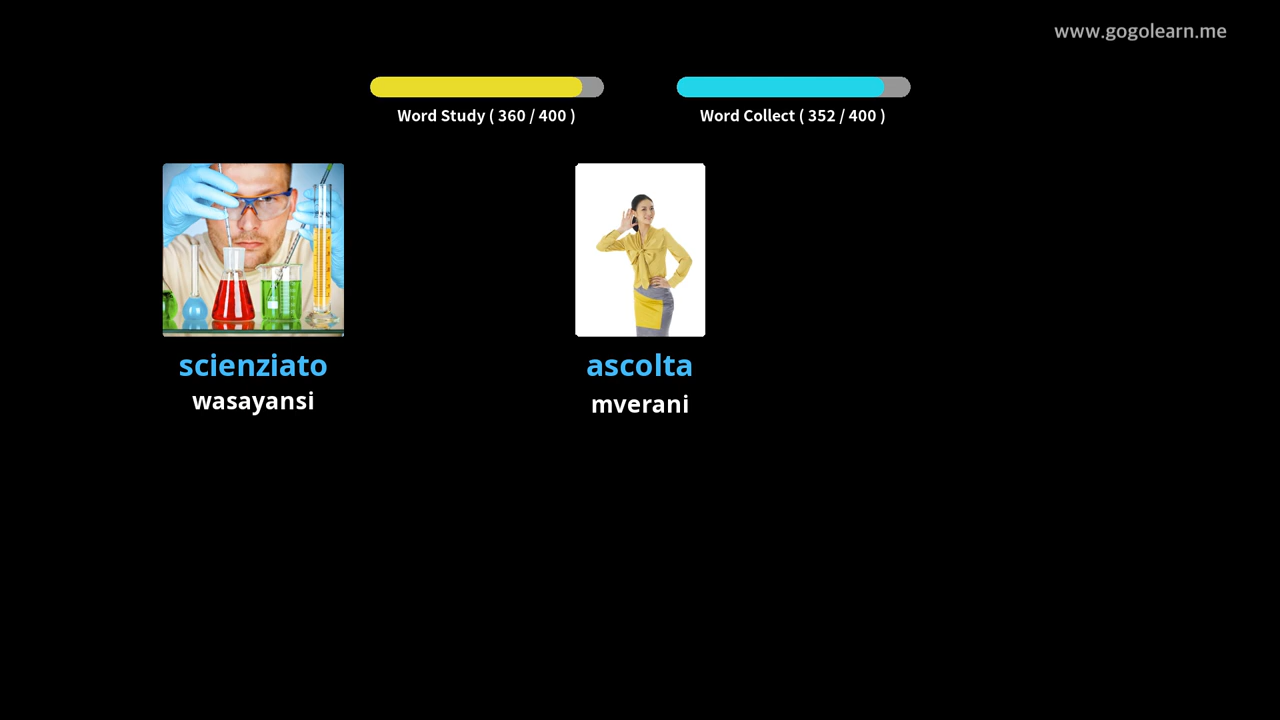 www.gogolearn.me
Word Study ( 360 / 400 )
Word Collect ( 352 / 400 )
scienziato
wasayansi
ascolta
mverani